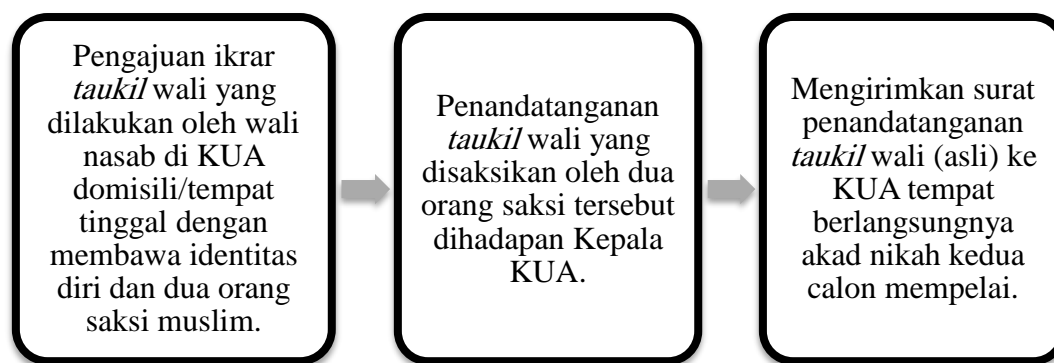 Pengajuan ikrar
taukil wali yang
dilakukan oleh wali
nasab di KUA
domisili/tempat
tinggal dengan
membawa identitas
diri dan dua orang
saksi muslim.
Penandatanganan
taukil wali yang
disaksikan oleh dua
orang saksi tersebut
dihadapan Kepala
KUA.
Mengirimkan surat
penandatanganan
taukil wali (asli) ke
KUA tempat
berlangsungnya
akad nikah kedua
calon mempelai.